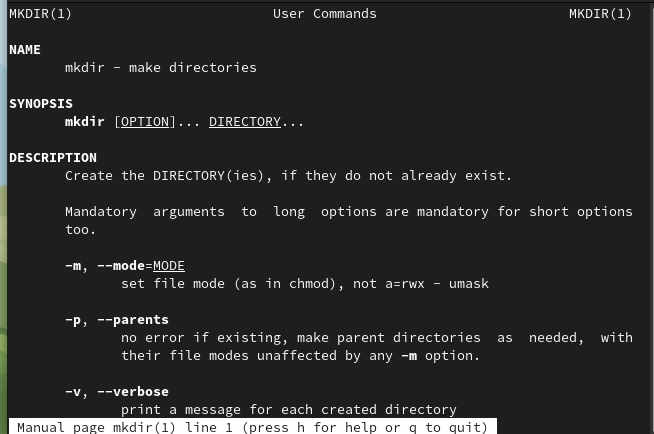 MKDIR(1) User Commands MKDIR(1)
NAME
mkdir - make directories
SYNOPSIS
mkdir [OPTION]... DIRECTORY...
DESCRIPTION
Create the DIRECTORY(ies), if they do not already exist.
Mandatory arguments to long options are mandatory for short options
too.
-m, --mode=MODE
set file mode (as in chmod), not a=rwx - umask
-p, --parents
no error if existing, make parent directories as needed, with
their file modes unaffected by any -m option.
-v, --verbose
print a message for each created directory
Manual page mkdir(1) line 1 (press h for help or q to quit)